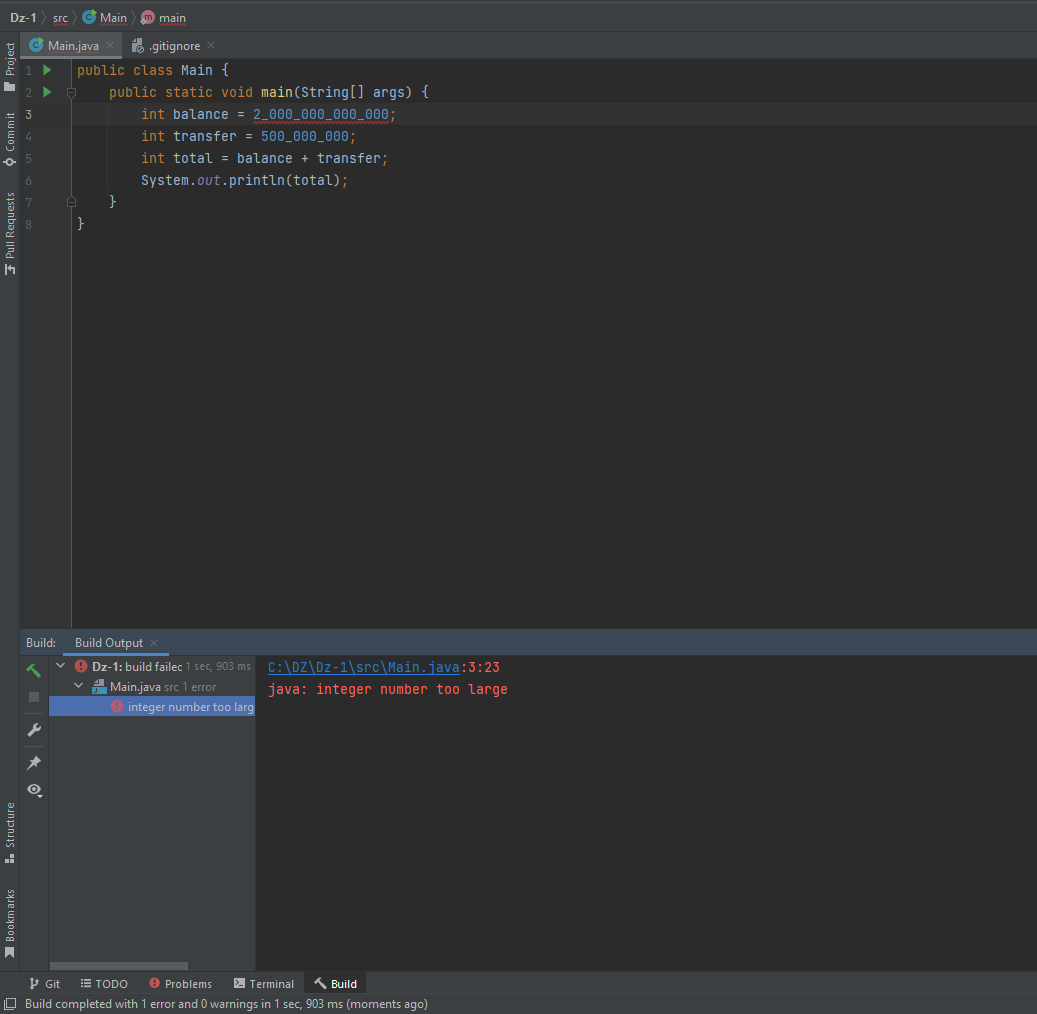 Dz-1 src Main main
Main.java .gitignore
Project
Commit
Pull Requests
1 public class Main {
2 public static void main(String[] args) {
3 int balance = 2_000_000_000_000;
4 int transfer = 500_000_000;
5 int total = balance + transfer;
6 System.out.println(total);
7 }
8 }
Build: Build Output
Dz-1: build failed 1 sec, 903 ms
Main.java src 1 error
integer number too larg
C:\DZ\Dz-1\src\Main.java:3:23
java: integer number too large
Structure
Bookmarks
Git TODO Problems Terminal Build
Build completed with 1 error and 0 warnings in 1 sec, 903 ms (moments ago)